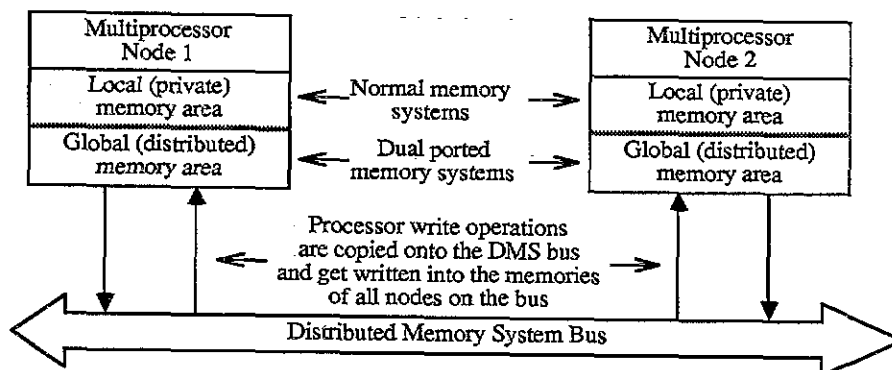 Multiprocessor
Node 1
Local (private)
memory area
Global (distributed)
memory area
Normal memory
systems
Dual ported
memory systems
Multiprocessor
Node 2
Local (private)
memory area
Global (distributed)
memory area
Processor write operations
are copied onto the DMS bus
and get written into the memories
of all nodes on the bus
Distributed Memory System Bus